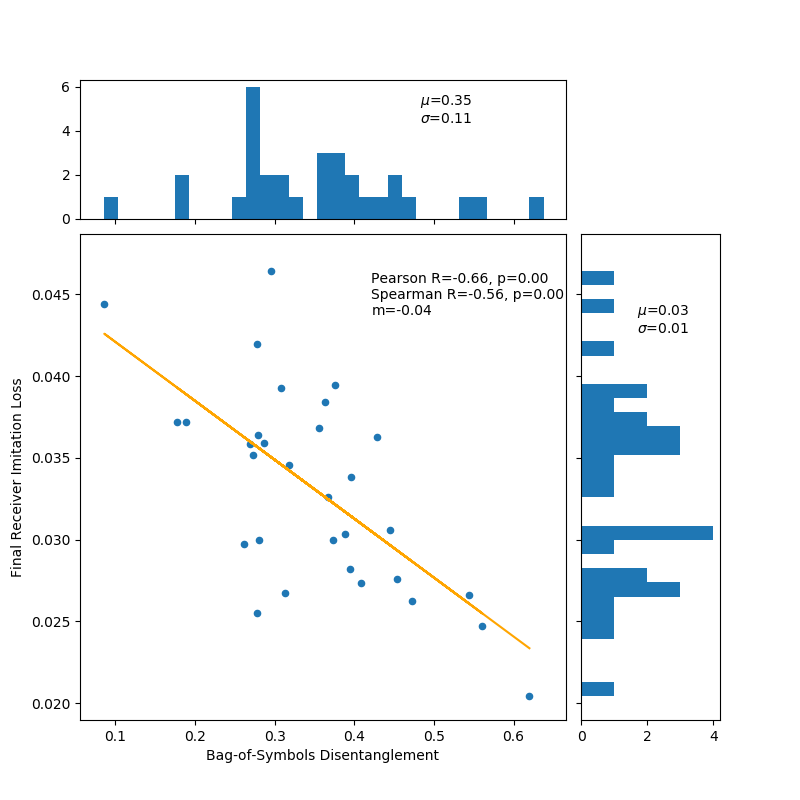 6
4
2
0
μ=0.35
σ=0.11
Pearson R=-0.66, p=0.00
Spearman R=-0.56, p=0.00
m=-0.04
μ=0.03
σ=0.01
0.045
0.040
0.035
0.030
0.025
0.020
Final Receiver Imitation Loss
0.1 0.2 0.3 0.4 0.5 0.6
Bag-of-Symbols Disentanglement
0 2 4